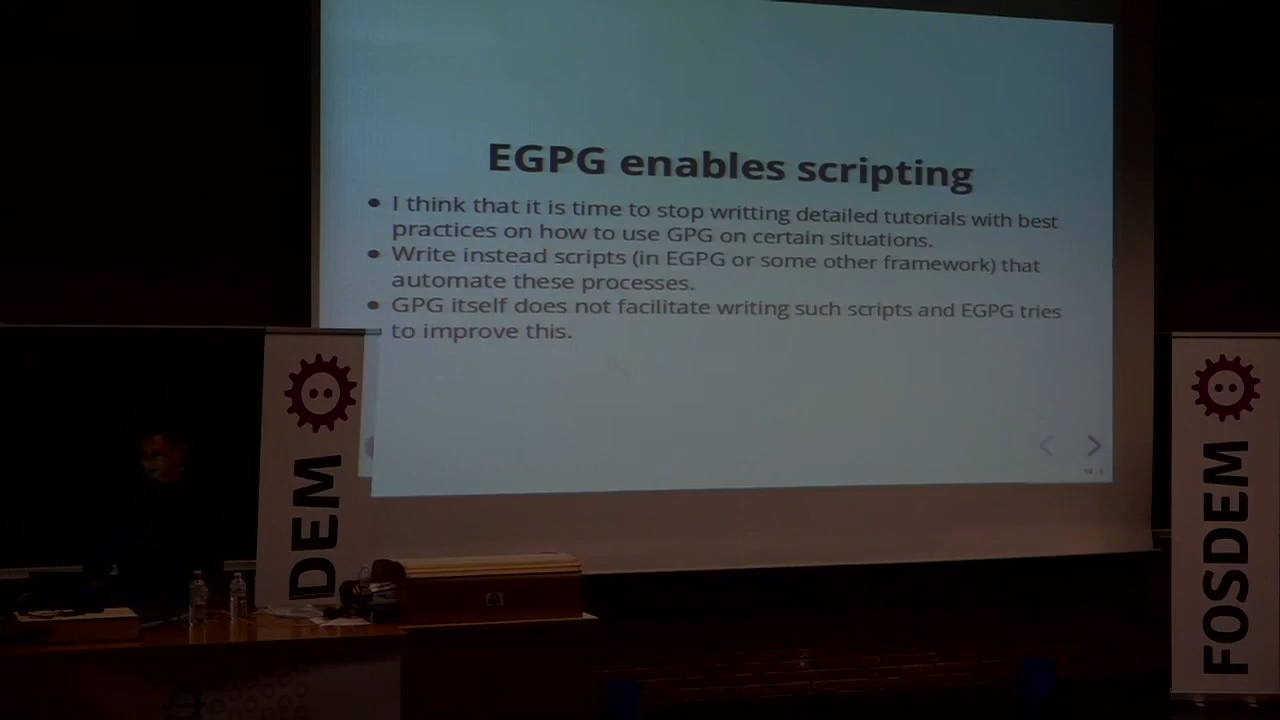 EGPG enables scripting
• I think that it is time to stop writting detailed tutorials with best
practices on how to use GPG on certain situations.
• Write instead scripts (in EGPG or some other framework) that
automate these processes.
• GPG itself does not facilitate writing such scripts and EGPG tries
to improve this.
DEM
FOSDEM